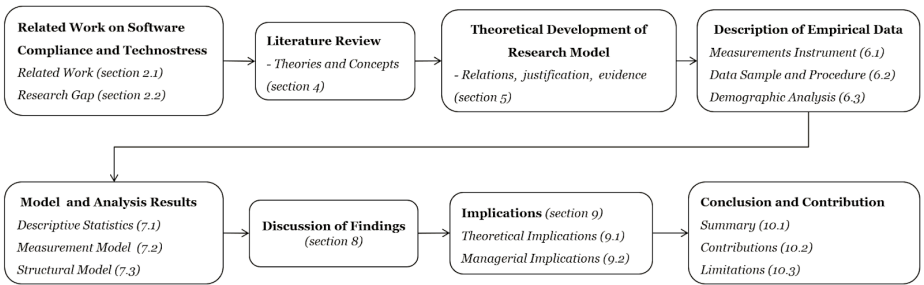 Related Work on Software
Compliance and Technostress
Related Work (section 2.1)
Research Gap (section 2.2)
Literature Review
- Theories and Concepts
(section 4)
Theoretical Development of
Research Model
- Relations, justification, evidence
(section 5)
Description of Empirical Data
Measurements Instrument (6.1)
Data Sample and Procedure (6.2)
Demographic Analysis (6.3)
Model and Analysis Results
Descriptive Statistics (7.1)
Measurement Model (7.2)
Structural Model (7.3)
Discussion of Findings
(section 8)
Implications (section 9)
Theoretical Implications (9.1)
Managerial Implications (9.2)
Conclusion and Contribution
Summary (10.1)
Contributions (10.2)
Limitations (10.3)